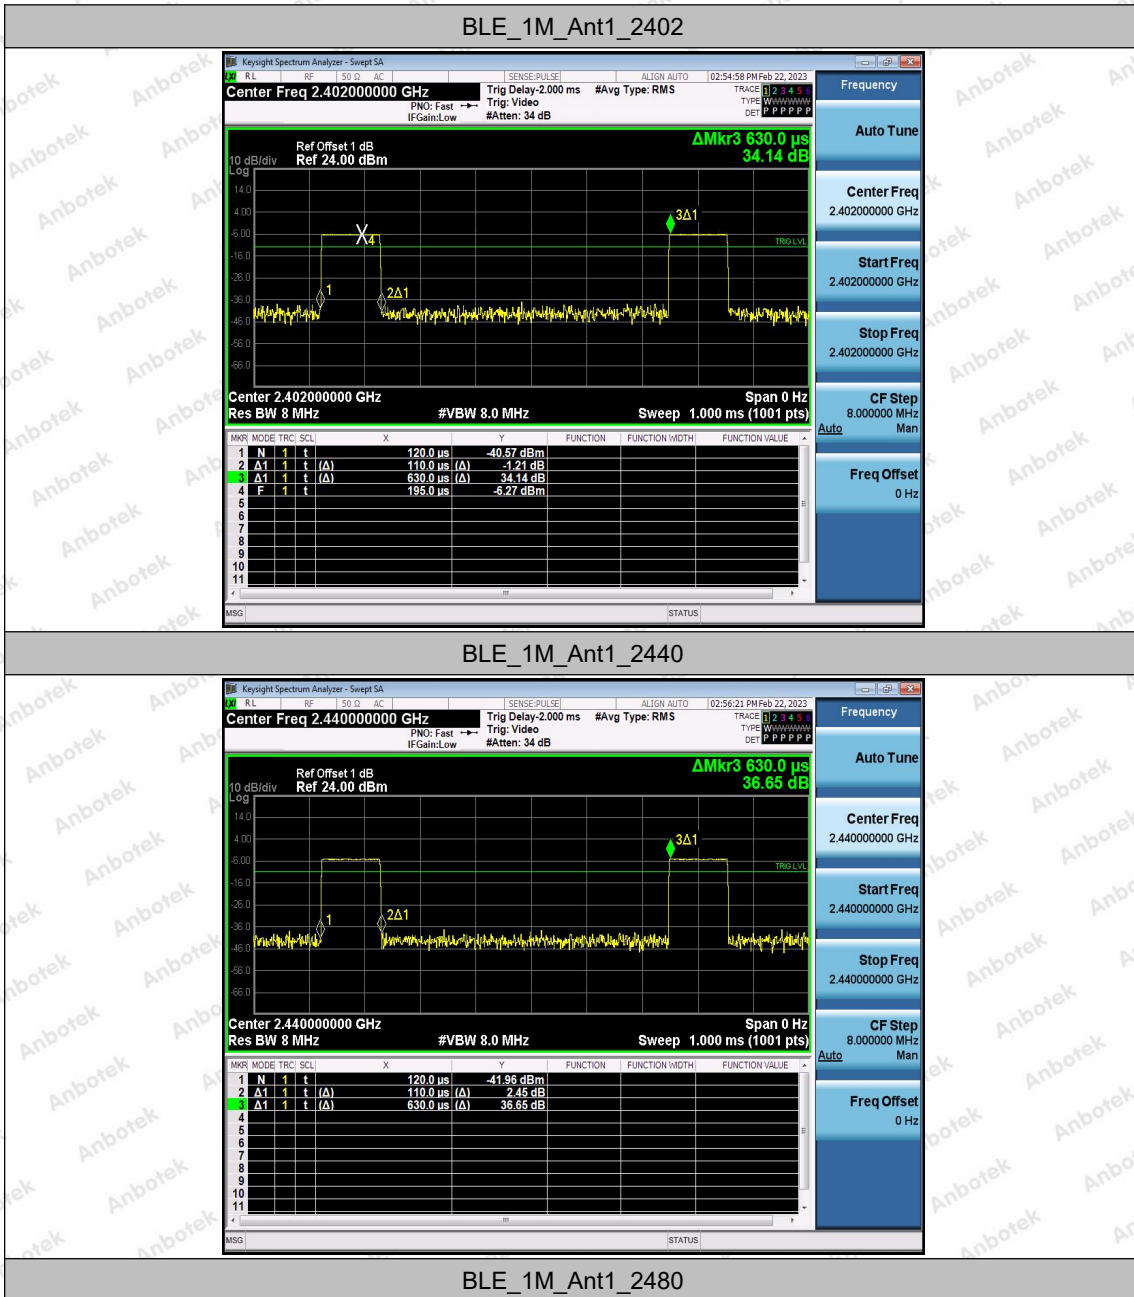 BLE_1M_Ant1_2402
Keysight Spectrum Analyzer - Swept SA
LXI RL RF 50 Ω AC SENSE:PULSE ALIGN AUTO 02:54:58 PM Feb 22, 2023
Center Freq 2.402000000 GHz Trig Delay-2.000 ms #Avg Type: RMS TRACE 1 2 3 4 5 6
PNO: Fast Trig: Video TYPE WWWWWW
IFGain:Low #Atten: 34 dB DET P P P P P P
ΔMkr3 630.0 µs
34.14 dB
Ref Offset 1 dB
10 dB/div Ref 24.00 dBm
Log
14.0
4.00
-6.00
-16.0
-26.0
-36.0
-46.0
-56.0
-66.0
4
3Δ1
TRIG LVL
1
2Δ1
Center 2.402000000 GHz Span 0 Hz
Res BW 8 MHz #VBW 8.0 MHz Sweep 1.000 ms (1001 pts)
MKR MODE TRC SCL X Y FUNCTION FUNCTION WIDTH FUNCTION VALUE
1 N 1 t 120.0 µs -40.57 dBm
2 Δ1 1 t (Δ) 110.0 µs (Δ) -1.21 dB
3 Δ1 1 t (Δ) 630.0 µs (Δ) 34.14 dB
4 F 1 t 195.0 µs -6.27 dBm
5
6
7
8
9
10
11
MSG STATUS
Frequency
Auto Tune
Center Freq
2.402000000 GHz
Start Freq
2.402000000 GHz
Stop Freq
2.402000000 GHz
CF Step
8.000000 MHz
Auto Man
Freq Offset
0 Hz
BLE_1M_Ant1_2440
Keysight Spectrum Analyzer - Swept SA
LXI RL RF 50 Ω AC SENSE:PULSE ALIGN AUTO 02:56:21 PM Feb 22, 2023
Center Freq 2.440000000 GHz Trig Delay-2.000 ms #Avg Type: RMS TRACE 1 2 3 4 5 6
PNO: Fast Trig: Video TYPE WWWWWW
IFGain:Low #Atten: 34 dB DET P P P P P P
ΔMkr3 630.0 µs
36.65 dB
Ref Offset 1 dB
10 dB/div Ref 24.00 dBm
Log
14.0
4.00
-6.00
-16.0
-26.0
-36.0
-46.0
-56.0
-66.0
3Δ1
TRIG LVL
1
2Δ1
Center 2.440000000 GHz Span 0 Hz
Res BW 8 MHz #VBW 8.0 MHz Sweep 1.000 ms (1001 pts)
MKR MODE TRC SCL X Y FUNCTION FUNCTION WIDTH FUNCTION VALUE
1 N 1 t 120.0 µs -41.96 dBm
2 Δ1 1 t (Δ) 110.0 µs (Δ) 2.45 dB
3 Δ1 1 t (Δ) 630.0 µs (Δ) 36.65 dB
4
5
6
7
8
9
10
11
MSG STATUS
Frequency
Auto Tune
Center Freq
2.440000000 GHz
Start Freq
2.440000000 GHz
Stop Freq
2.440000000 GHz
CF Step
8.000000 MHz
Auto Man
Freq Offset
0 Hz
BLE_1M_Ant1_2480
Anbotek